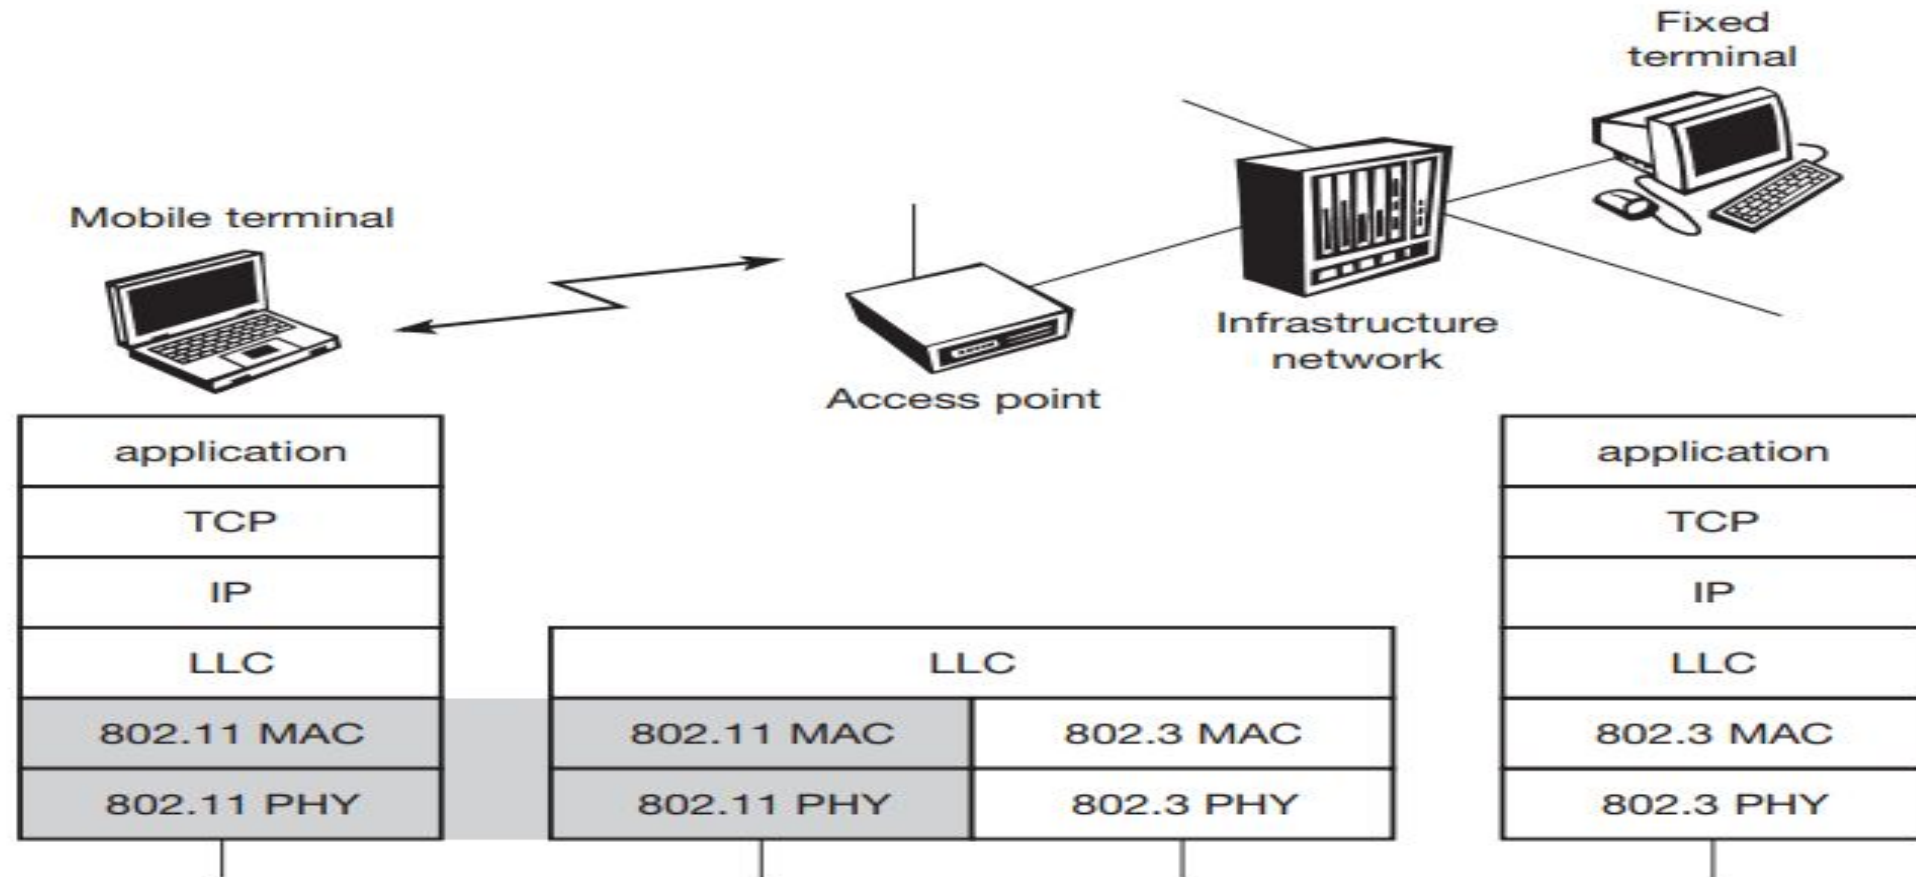 Fixed
terminal
Mobile terminal
Infrastructure
network
Access point
application
TCP
IP
LLC
802.11 MAC
802.11 PHY
LLC
802.11 MAC
802.3 MAC
802.11 PHY
802.3 PHY
application
TCP
IP
LLC
802.3 MAC
802.3 PHY